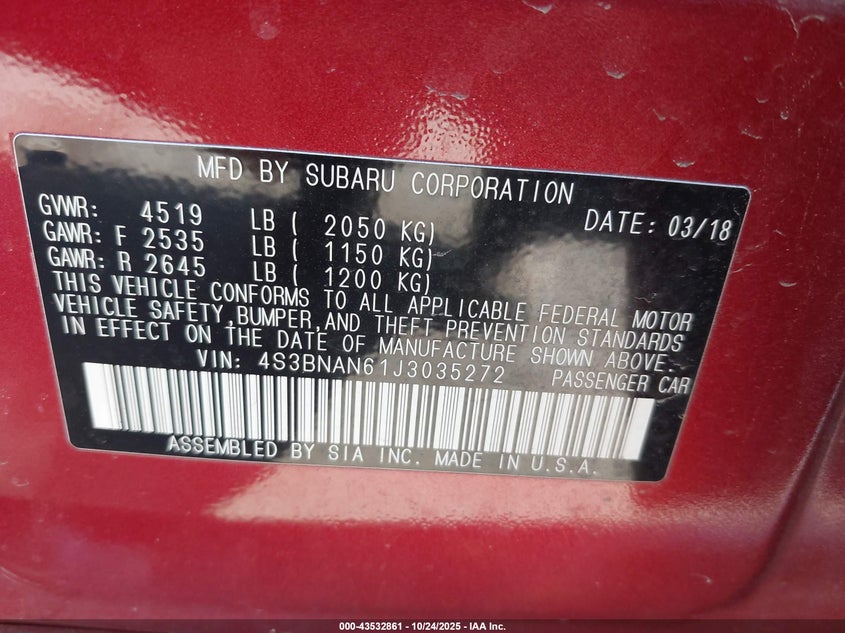 MFD BY SUBARU CORPORATION
GVWR: 4519 LB ( 2050 KG) DATE: 03/18
GAWR: F 2535 LB ( 1150 KG)
GAWR: R 2645 LB ( 1200 KG)
THIS VEHICLE CONFORMS TO ALL APPLICABLE FEDERAL MOTOR
VEHICLE SAFETY,BUMPER,AND THEFT PREVENTION STANDARDS
IN EFFECT ON THE DATE OF MANUFACTURE SHOWN ABOVE.
VIN: 4S3BNAN61J3035272 PASSENGER CAR
ASSEMBLED BY SIA INC. MADE IN U.S.A.
000-43532861 - 10/24/2025 - IAA Inc.